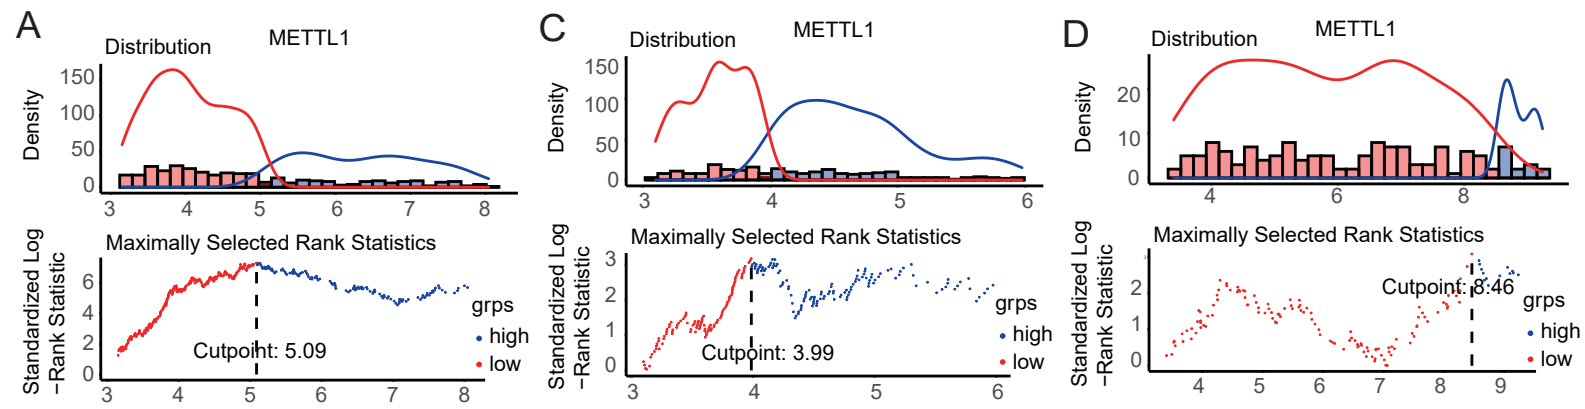 A
METTL1
Distribution
Density
150
100
50
0
3 4 5 6 7 8
Maximally Selected Rank Statistics
Standardized Log
−Rank Statistic
6
4
2
0
Cutpoint: 5.09
grps
high
low
3 4 5 6 7 8
C
METTL1
Distribution
Density
150
100
50
0
3 4 5 6
Maximally Selected Rank Statistics
Standardized Log
−Rank Statistic
3
2
1
0
Cutpoint: 3.99
grps
high
low
3 4 5 6
D
METTL1
Distribution
Density
20
10
0
4 6 8
Maximally Selected Rank Statistics
Standardized Log
−Rank Statistic
2
1
0
Cutpoint: 8.46
grps
high
low
4 5 6 7 8 9